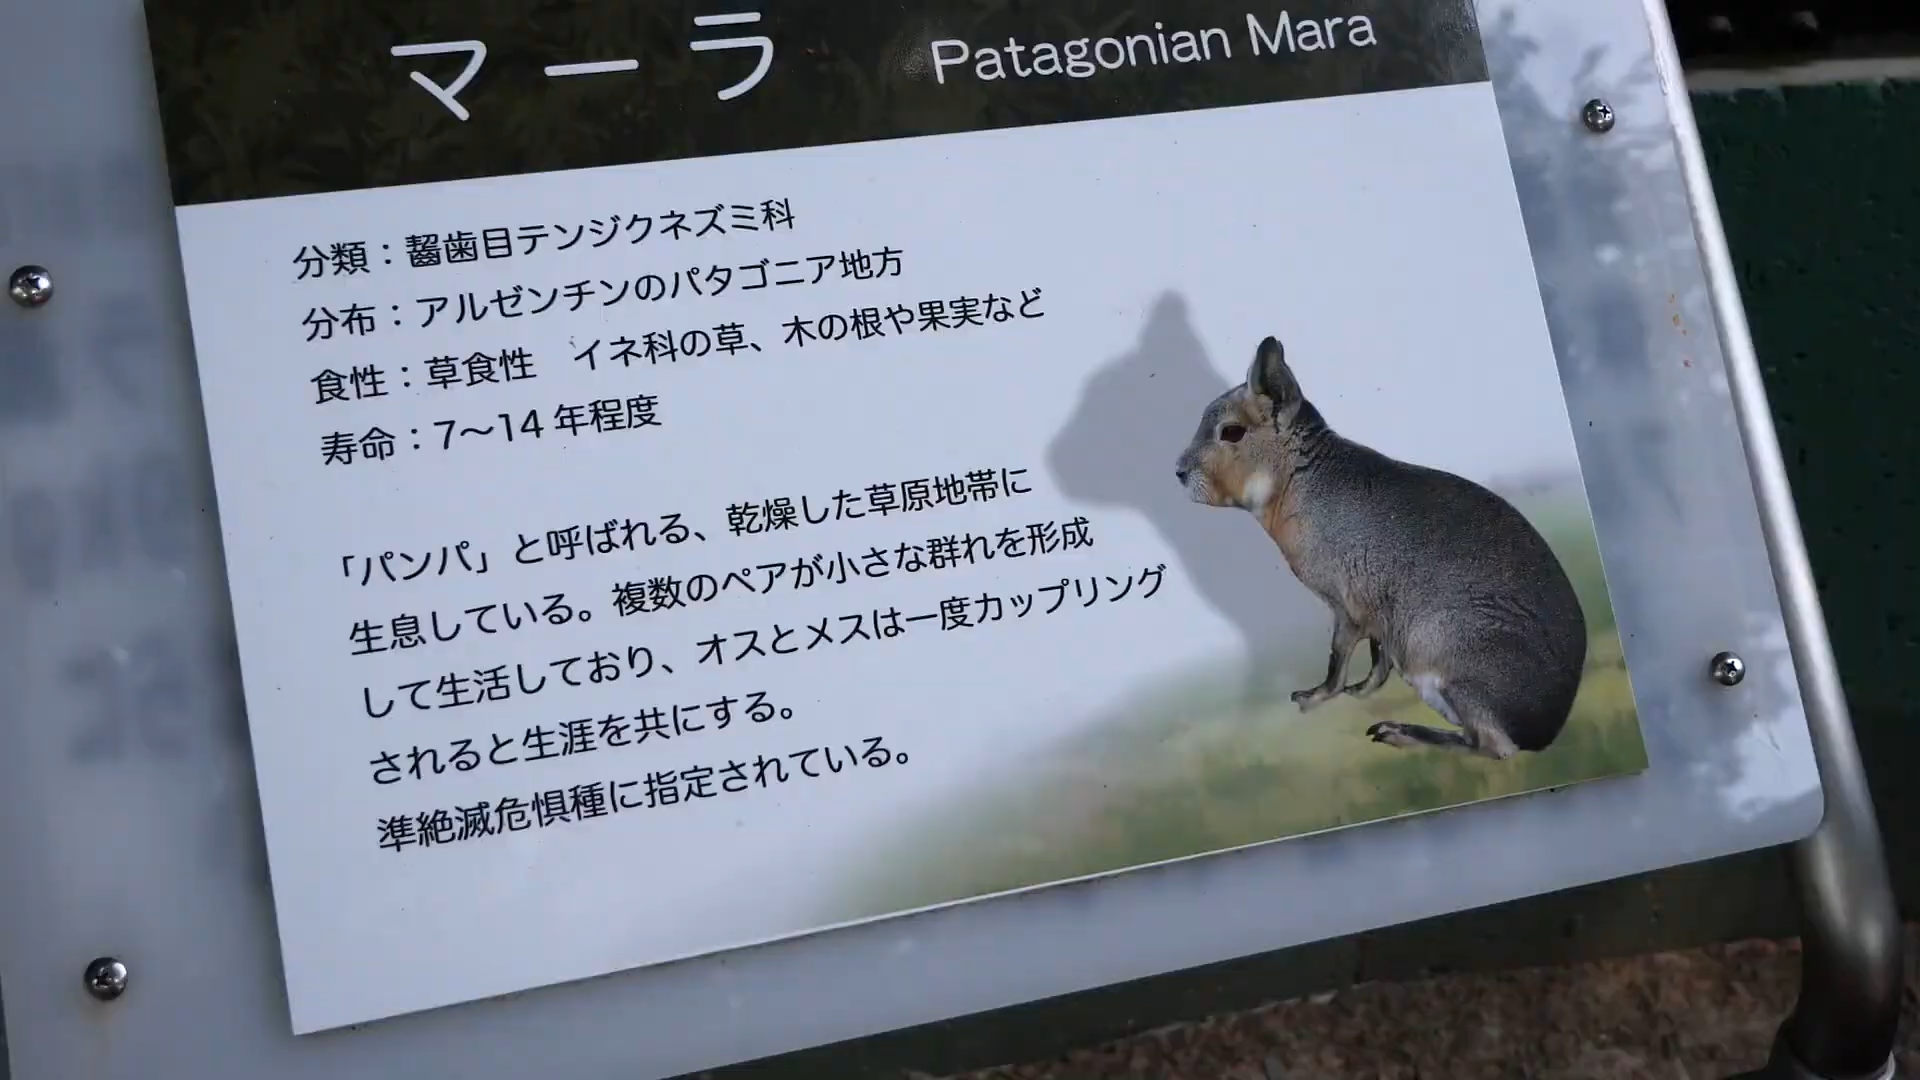 マーラ Patagonian Mara
分類：齧歯目テンジクネズミ科
分布：アルゼンチンのパタゴニア地方
食性：草食性　イネ科の草、木の根や果実など
寿命：7～14 年程度
「パンパ」と呼ばれる、乾燥した草原地帯に
生息している。複数のペアが小さな群れを形成
して生活しており、オスとメスは一度カップリング
されると生涯を共にする。
準絶滅危惧種に指定されている。